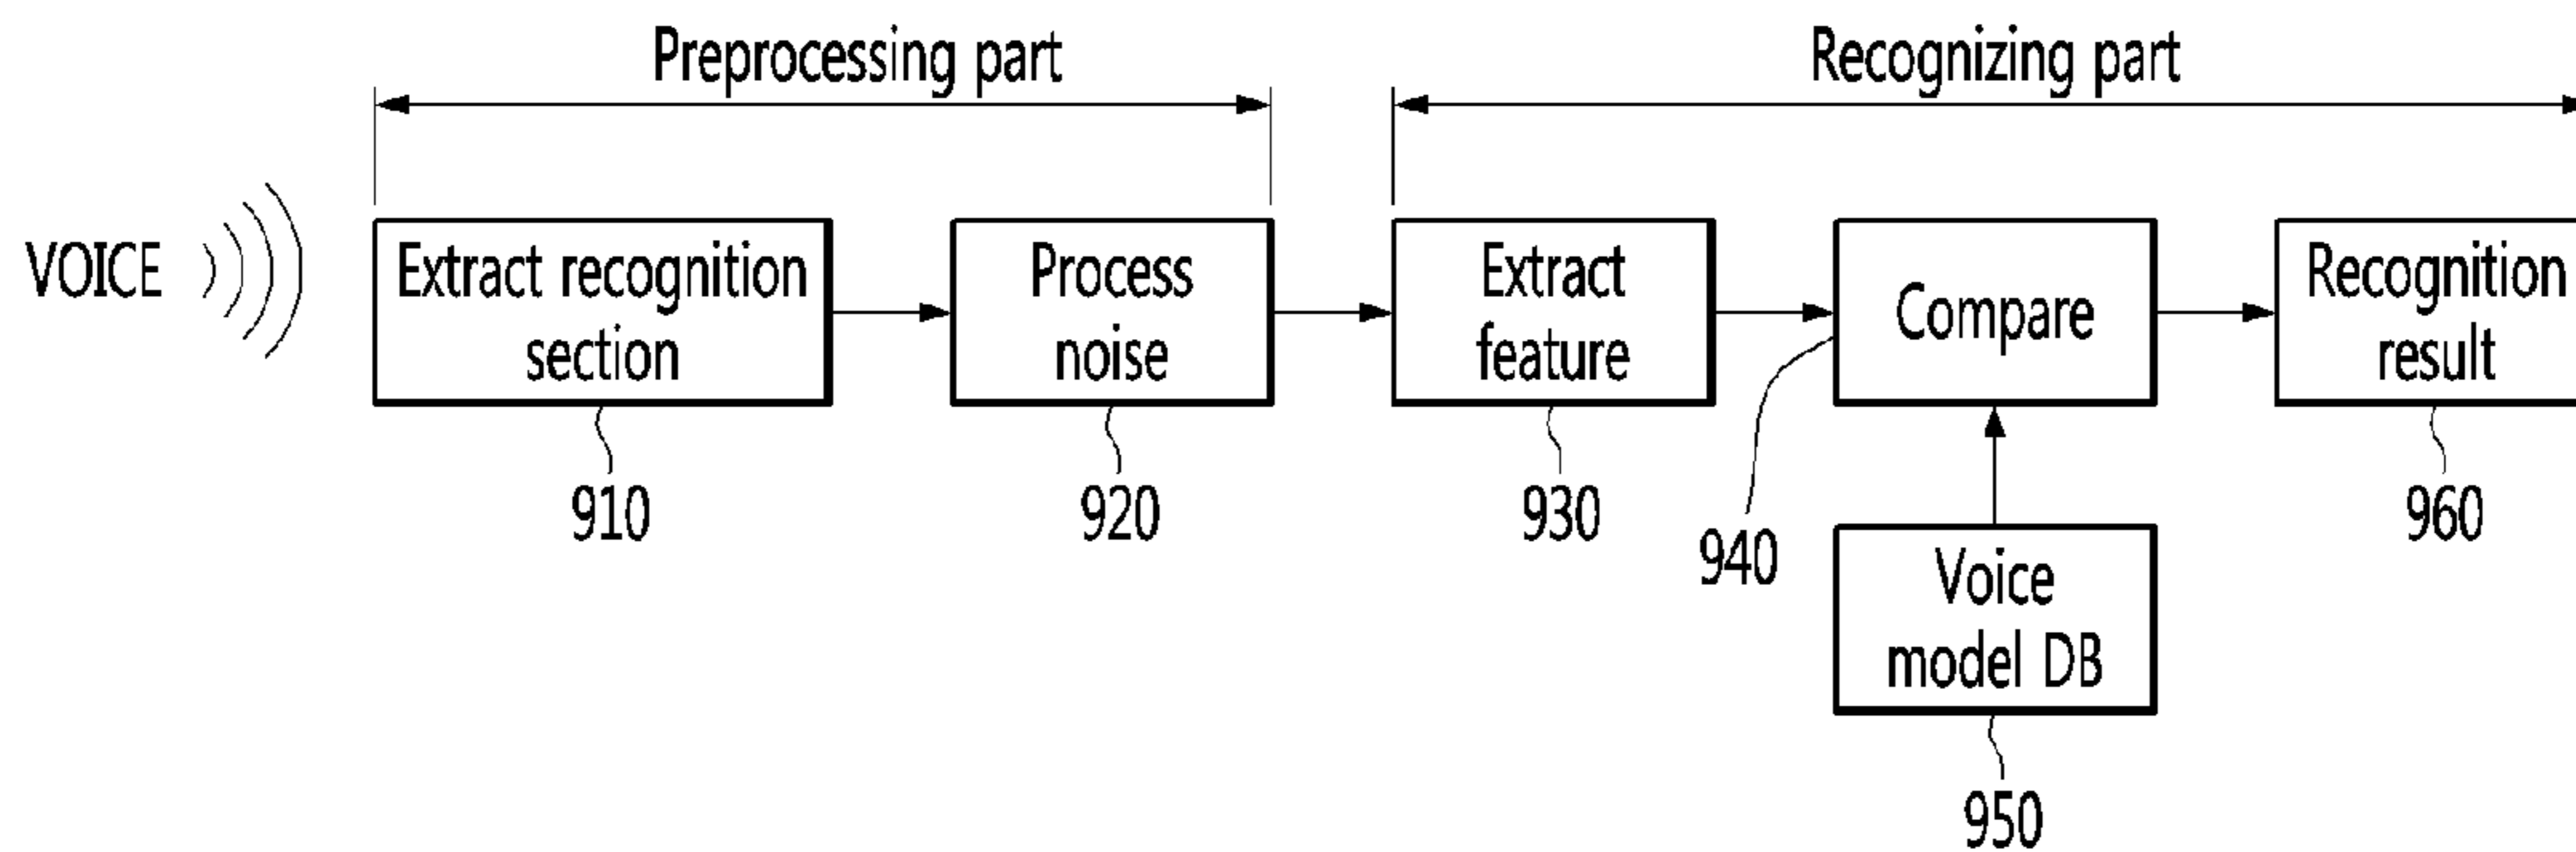 Preprocessing part
Recognizing part
VOICE
Extract recognition
section
Process
noise
Extract
feature
Compare
Recognition
result
910
920
930
940
960
Voice
model DB
950